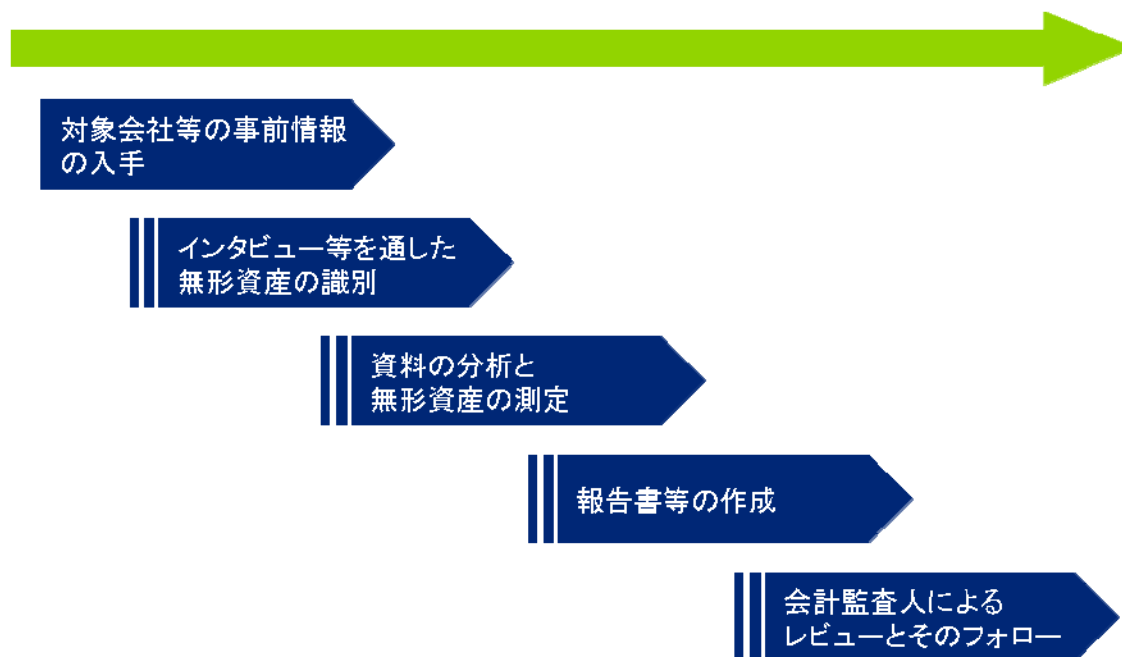 対象会社等の事前情報
の入手
インタビュー等を通した
無形資産の識別
資料の分析と
無形資産の測定
報告書等の作成
会計監査人による
レビューとそのフォロー